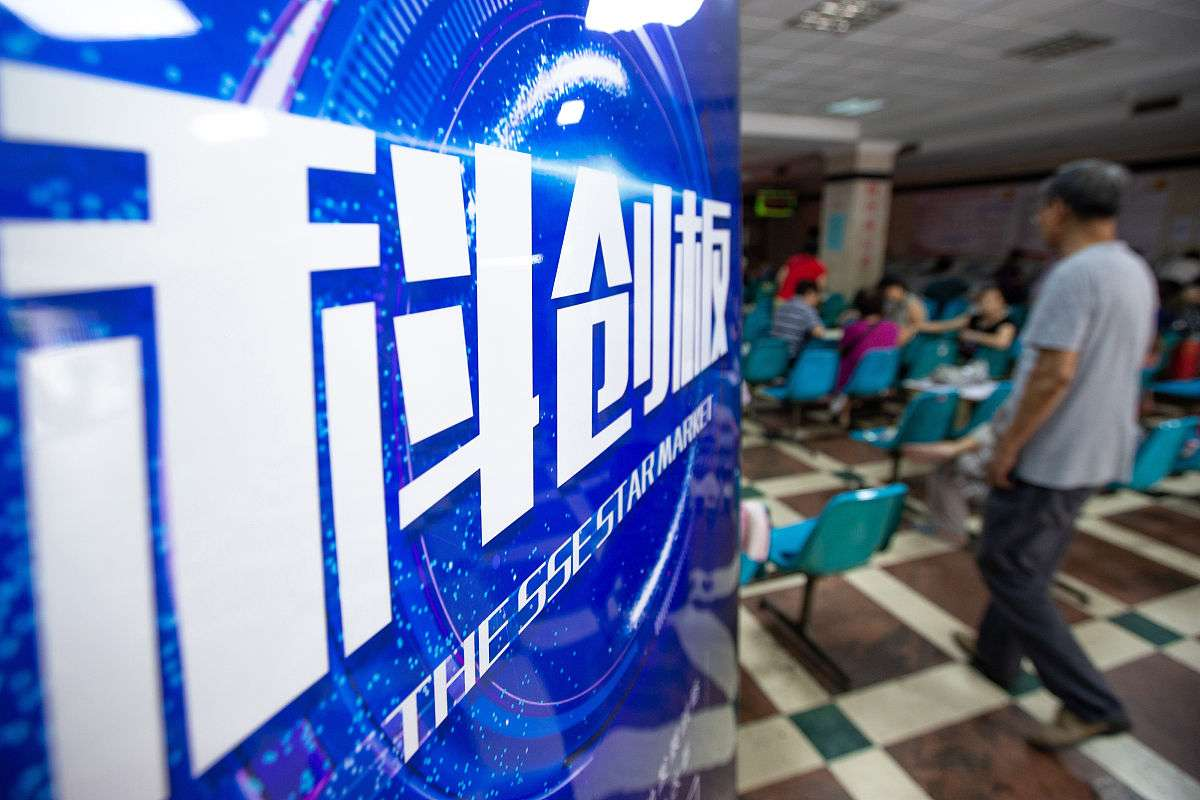 科创板
THE SSE STAR MARKET